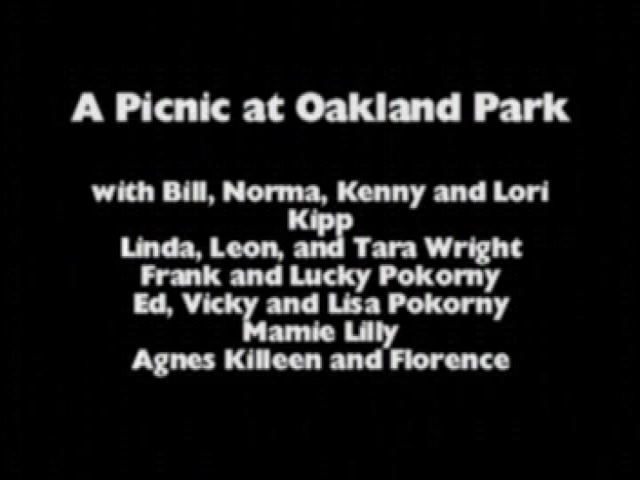 A Picnic at Oakland Park
with Bill, Norma, Kenny and Lori
Kipp
Linda, Leon, and Tara Wright
Frank and Lucky Pokorny
Ed, Vicky and Lisa Pokorny
Mamie Lilly
Agnes Killeen and Florence